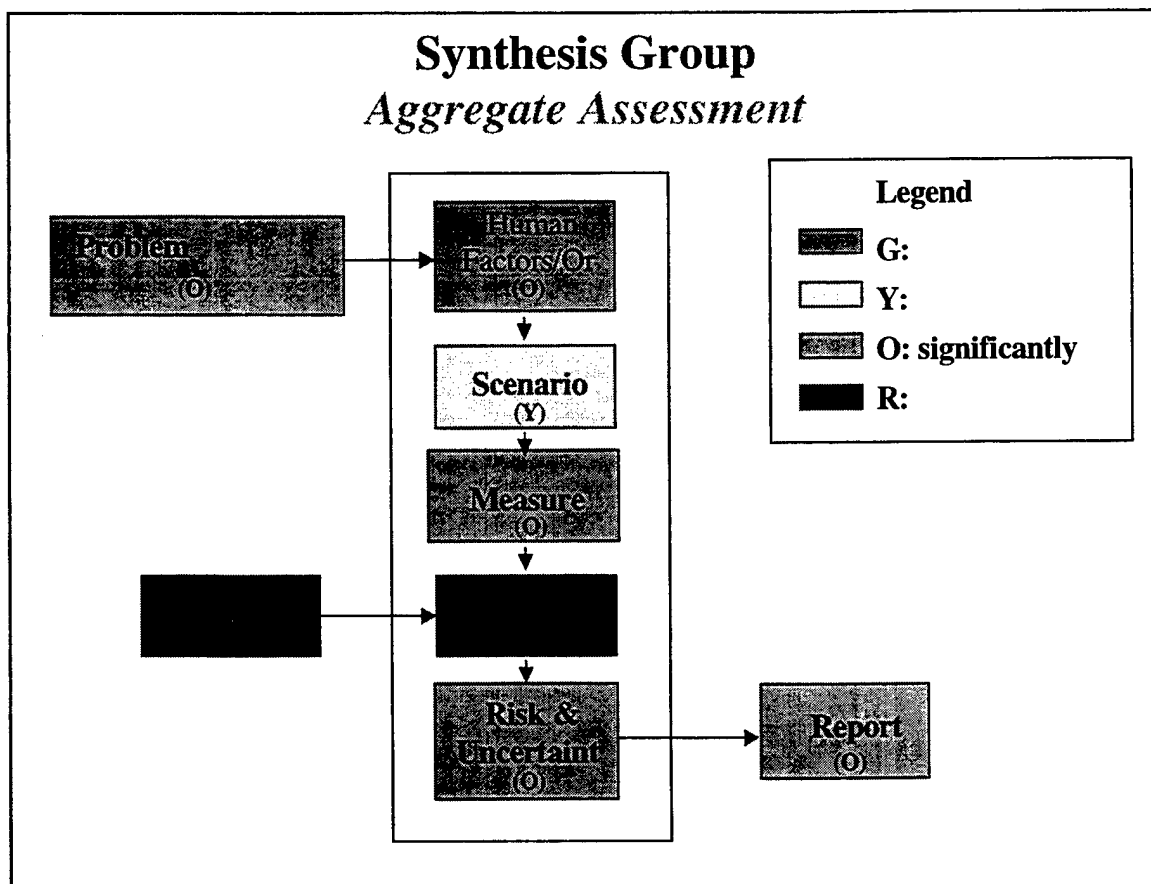 Synthesis Group
Aggregate Assessment
Problem
(O)
Human
Factors/Or
(O)
Scenario
(Y)
Measure
(O)
Risk &
Uncertaint
(O)
Report
(O)
Legend
G:
Y:
O: significantly
R: